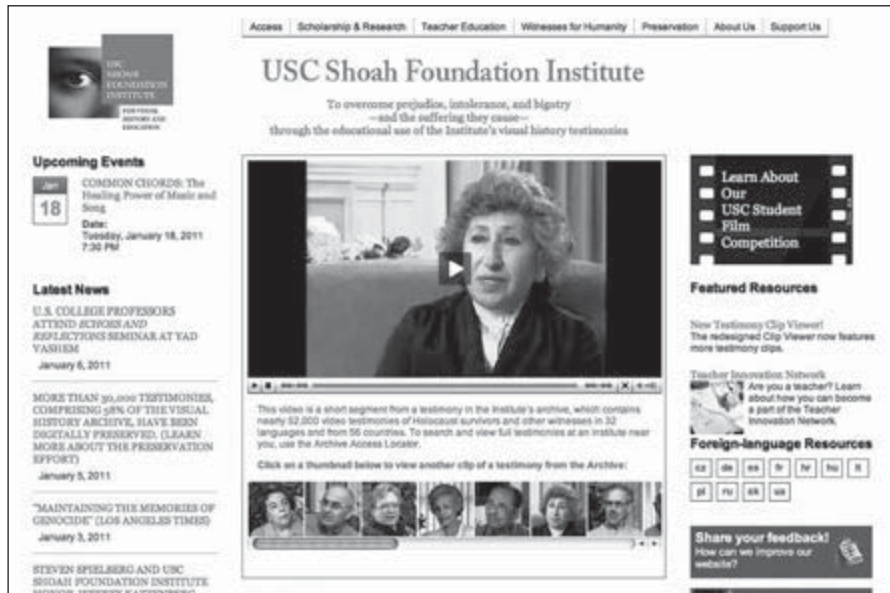 Access Scholarship & Research Teacher Education Witnesses for Humanity Preservation About Us Support Us
USC
SHOAH
FOUNDATION
INSTITUTE
FOR VISUAL
HISTORY AND
EDUCATION
USC Shoah Foundation Institute
To overcome prejudice, intolerance, and bigotry
—and the suffering they cause—
through the educational use of the Institute's visual history testimonies
Upcoming Events
Jan
18
COMMON CHORDS: The
Healing Power of Music and
Song
Date:
Tuesday, January 18, 2011
7:30 PM
Latest News
U.S. COLLEGE PROFESSORS
ATTEND ECHOES AND
REFLECTIONS SEMINAR AT YAD
VASHEM
January 6, 2011
MORE THAN 30,000 TESTIMONIES,
COMPRISING 58% OF THE VISUAL
HISTORY ARCHIVE, HAVE BEEN
DIGITALLY PRESERVED. (LEARN
MORE ABOUT THE PRESERVATION
EFFORT)
January 5, 2011
"MAINTAINING THE MEMORIES OF
GENOCIDE" (LOS ANGELES TIMES)
January 3, 2011
STEVEN SPIELBERG AND USC
SHOAH FOUNDATION INSTITUTE
This video is a short segment from a testimony in the Institute's archive, which contains
nearly 52,000 video testimonies of Holocaust survivors and other witnesses in 32
languages and from 56 countries. To search and view full testimonies at an institute near
you, use the Archive Access Locator.
Click on a thumbnail below to view another clip of a testimony from the Archive:
Learn About
Our
USC Student
Film
Competition
Featured Resources
New Testimony Clip Viewer!
The redesigned Clip Viewer now features
more testimony clips.
Teacher Innovation Network
Are you a teacher? Learn
about how you can become
a part of the Teacher
Innovation Network.
Foreign-language Resources
cz de es fr hr hu it
pl ru sk ua
Share your feedback!
How can we improve our
website?